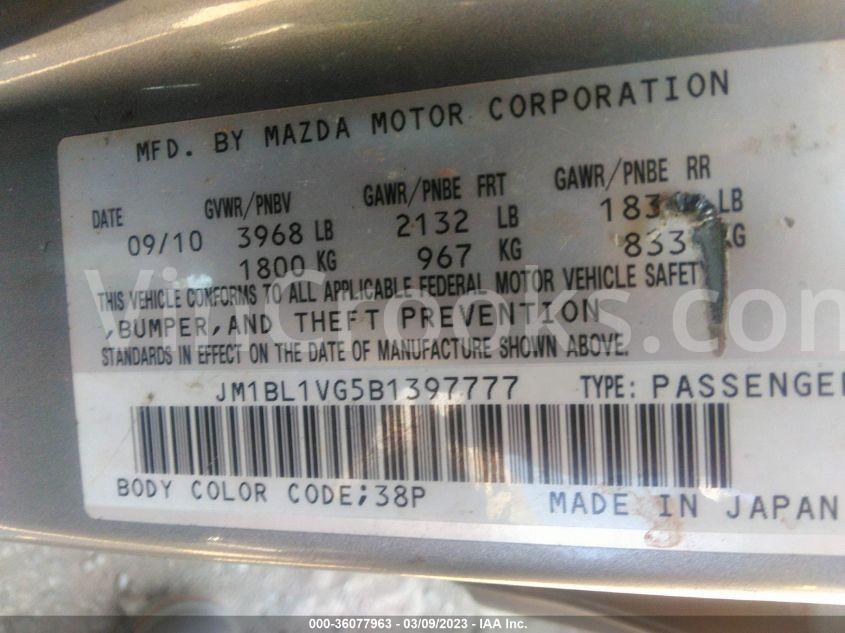 MFD. BY MAZDA MOTOR CORPORATION
DATE GVWR/PNBV GAWR/PNBE FRT GAWR/PNBE RR
09/10 3968 LB 2132 LB LB
1800 KG 967 KG 833 KG
THIS VEHICLE CONFORMS TO ALL APPLICABLE FEDERAL MOTOR VEHICLE SAFETY
,BUMPER,AND THEFT PREVENTION
STANDARDS IN EFFECT ON THE DATE OF MANUFACTURE SHOWN ABOVE.
JM1BL1VG5B1397777 TYPE: PASSENGER
BODY COLOR CODE;38P MADE IN JAPAN
000-36077963 - 03/09/2023 - IAA Inc.